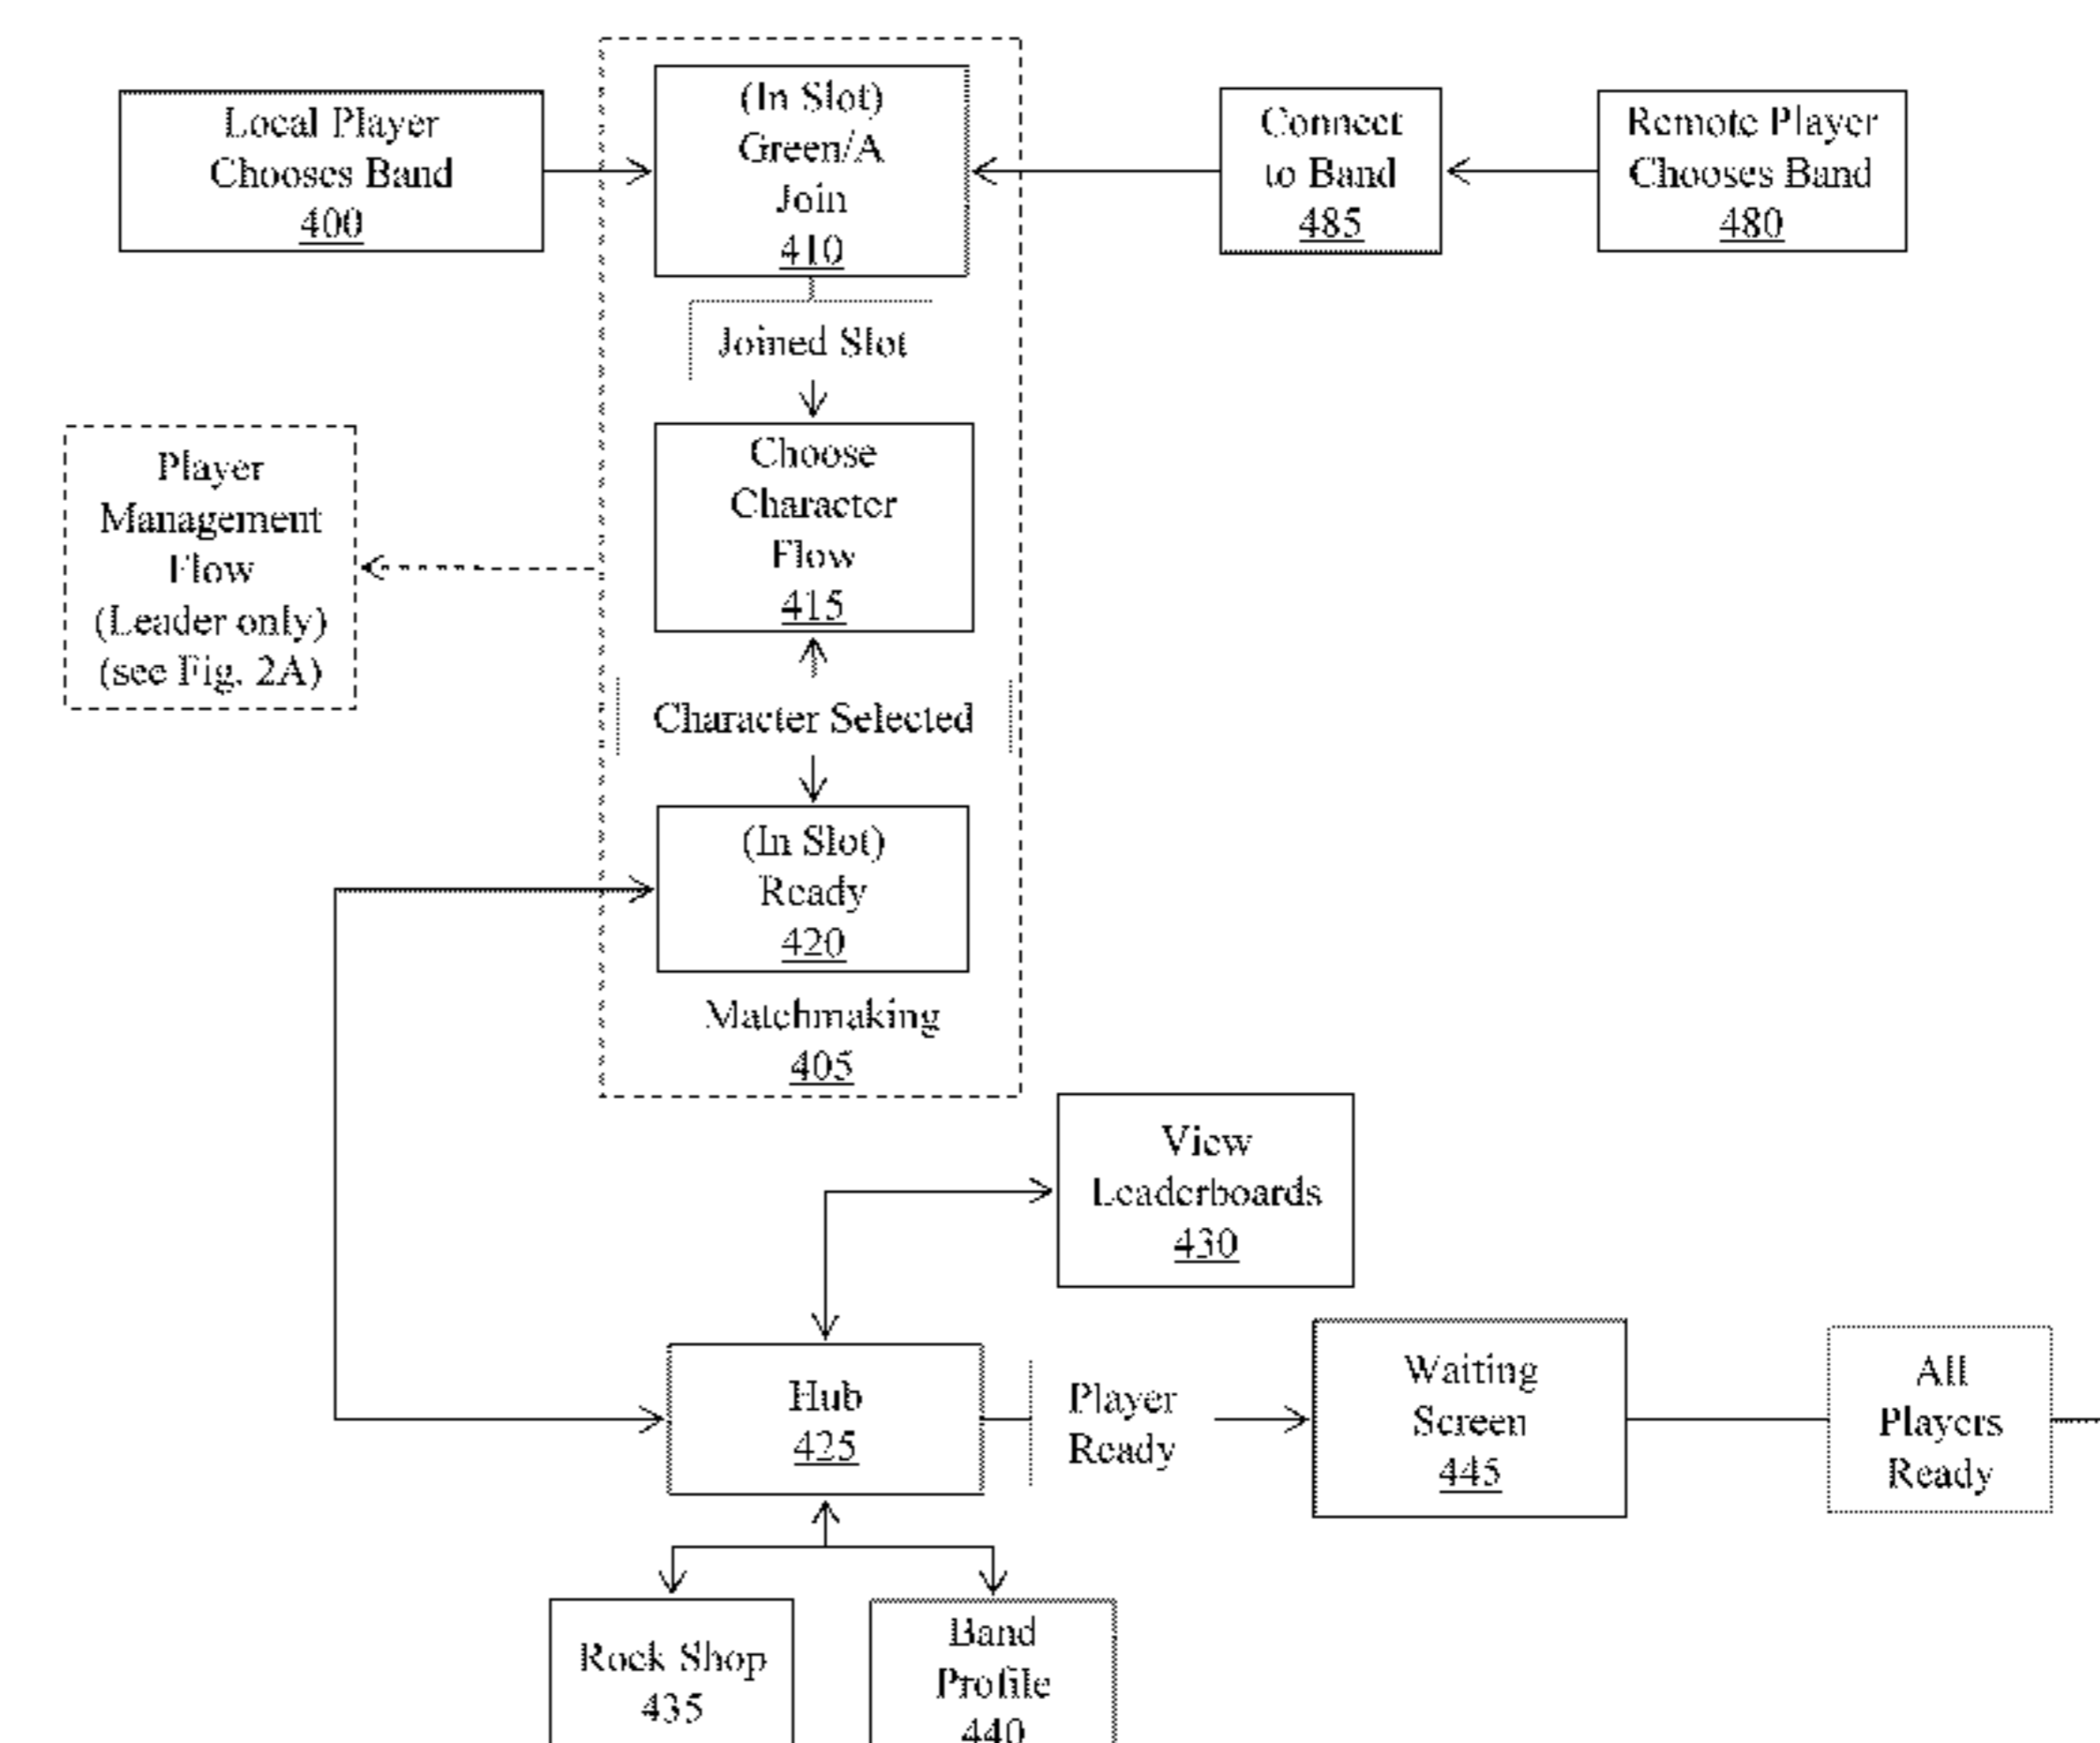 Local Player
Chooses Band
400
(In Slot)
Green/A
Join
410
Connect
to Band
485
Remote Player
Chooses Band
480
Joined Slot
Choose
Character
Flow
415
Player
Management
Flow
(Leader only)
(see Fig. 2A)
Character Selected
(In Slot)
Ready
420
Matchmaking
405
View
Leaderboards
430
Hub
425
Player
Ready
Waiting
Screen
445
All
Players
Ready
Rock Shop
435
Band
Profile
440